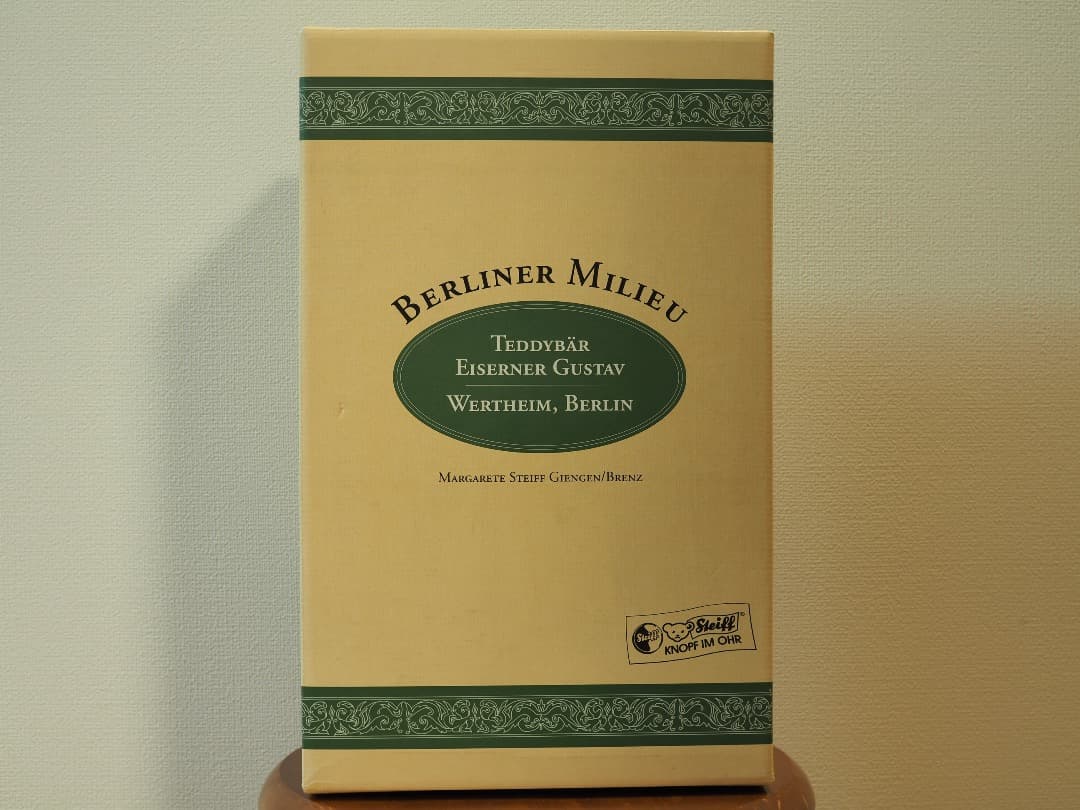 BERLINER MILIEU
TEDDYBÄR
EISERNER GUSTAV
WERTHEIM, BERLIN
MARGARETE STEIFF GIENGEN/BRENZ
Steiff
Steiff®
KNOPF IM OHR